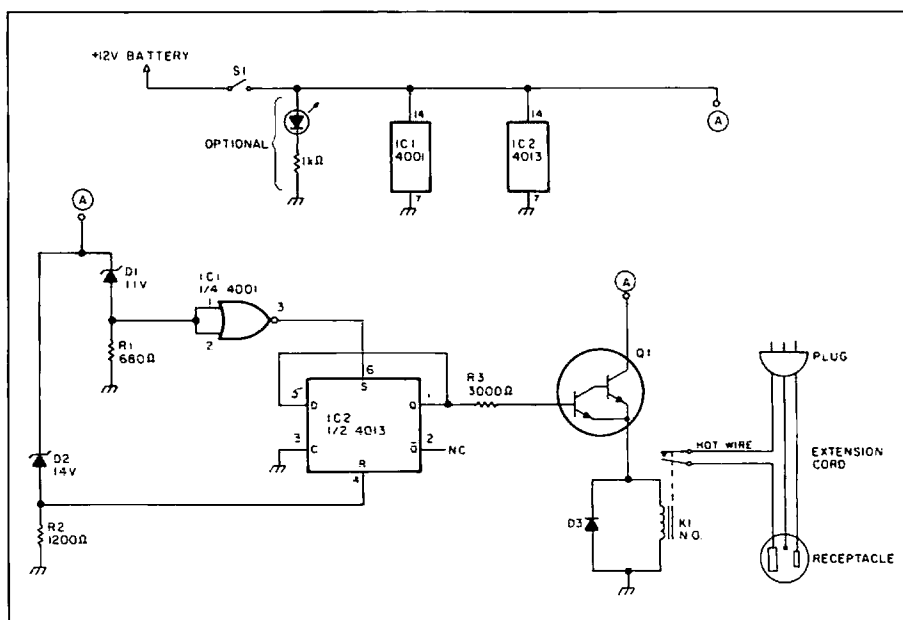 +12V BATTERY
S1
OPTIONAL
1kΩ
14
IC1
4001
7
14
IC2
4013
7
A
A
D1
11V
R1
680Ω
IC1
1/4 4001
1
2
3
D2
14V
R2
1200Ω
6
S
5
D
Q
1
IC2
1/2 4013
3
C
Q̅
2
NC
R
4
R3
3000Ω
A
Q1
D3
K1
N.O.
HOT WIRE
PLUG
EXTENSION
CORD
RECEPTACLE